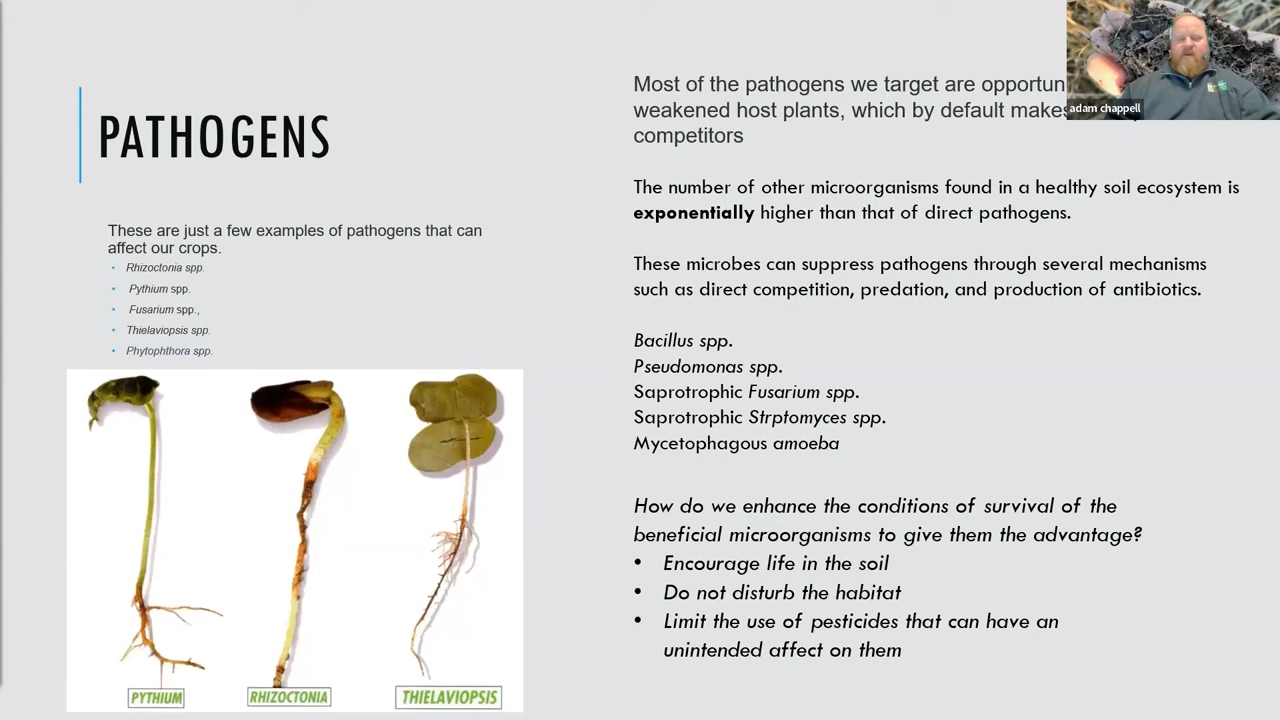 PATHOGENS
These are just a few examples of pathogens that can
affect our crops.
• Rhizoctonia spp.
• Pythium spp.
• Fusarium spp.,
• Thielaviopsis spp.
• Phytophthora spp.
PYTHIUM
RHIZOCTONIA
THIELAVIOPSIS
Most of the pathogens we target are
weakened host plants, which by default makes
competitors
The number of other microorganisms found in a healthy soil ecosystem is
exponentially higher than that of direct pathogens.
These microbes can suppress pathogens through several mechanisms
such as direct competition, predation, and production of antibiotics.
Bacillus spp.
Pseudomonas spp.
Saprotrophic Fusarium spp.
Saprotrophic Strptomyces spp.
Mycetophagous amoeba
How do we enhance the conditions of survival of the
beneficial microorganisms to give them the advantage?
• Encourage life in the soil
• Do not disturb the habitat
• Limit the use of pesticides that can have an
unintended affect on them
adam chappell